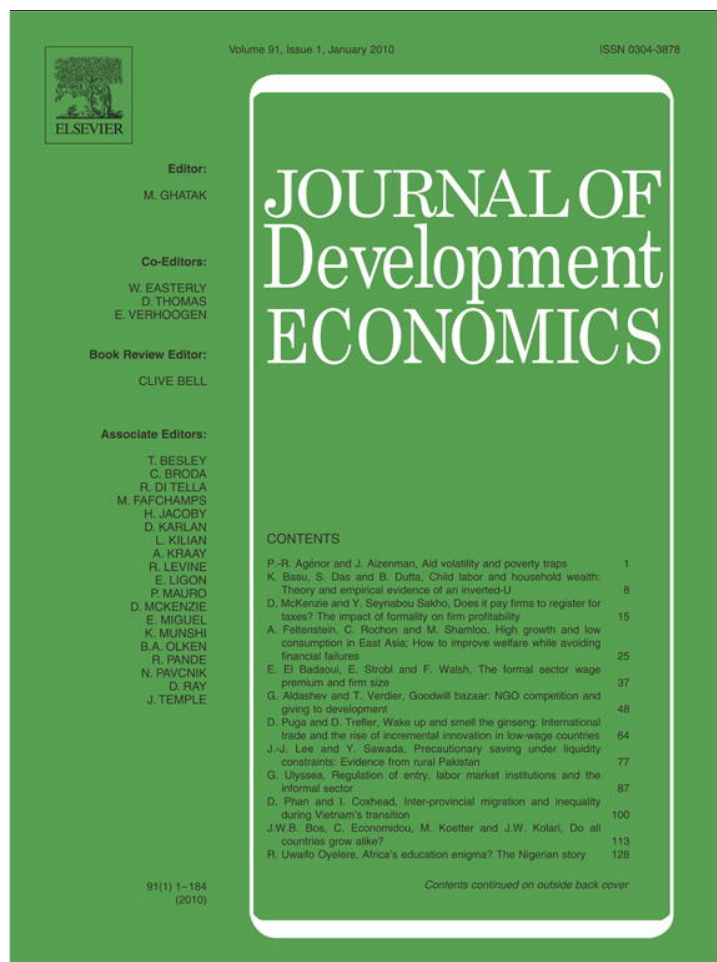 Volume 91, Issue 1, January 2010
ISSN 0304-3878
ELSEVIER
Editor:
M. GHATAK
Co-Editors:
W. EASTERLY
D. THOMAS
E. VERHOOGEN
Book Review Editor:
CLIVE BELL
Associate Editors:
T. BESLEY
C. BRODA
R. DI TELLA
M. FAFCHAMPS
H. JACOBY
D. KARLAN
L. KILIAN
A. KRAAY
R. LEVINE
E. LIGON
P. MAURO
D. MCKENZIE
E. MIGUEL
K. MUNSHI
B.A. OLKEN
R. PANDE
N. PAVCNIK
D. RAY
J. TEMPLE
91(1) 1–184
(2010)
JOURNAL OF
Development
ECONOMICS
CONTENTS
P.-R. Agénor and J. Aizenman, Aid volatility and poverty traps 1
K. Basu, S. Das and B. Dutta, Child labor and household wealth:
Theory and empirical evidence of an inverted-U 8
D. McKenzie and Y. Seynabou Sakho, Does it pay firms to register for
taxes? The impact of formality on firm profitability 15
A. Feltenstein, C. Rochon and M. Shamloo, High growth and low
consumption in East Asia: How to improve welfare while avoiding
financial failures 25
E. El Badaoui, E. Strobl and F. Walsh, The formal sector wage
premium and firm size 37
G. Aldashev and T. Verdier, Goodwill bazaar: NGO competition and
giving to development 48
D. Puga and D. Trefler, Wake up and smell the ginseng: International
trade and the rise of incremental innovation in low-wage countries 64
J.-J. Lee and Y. Sawada, Precautionary saving under liquidity
constraints: Evidence from rural Pakistan 77
G. Ulyssea, Regulation of entry, labor market institutions and the
informal sector 87
D. Phan and I. Coxhead, Inter-provincial migration and inequality
during Vietnam's transition 100
J.W.B. Bos, C. Economidou, M. Koetter and J.W. Kolari, Do all
countries grow alike? 113
R. Uwaifo Oyelere, Africa's education enigma? The Nigerian story 128
Contents continued on outside back cover